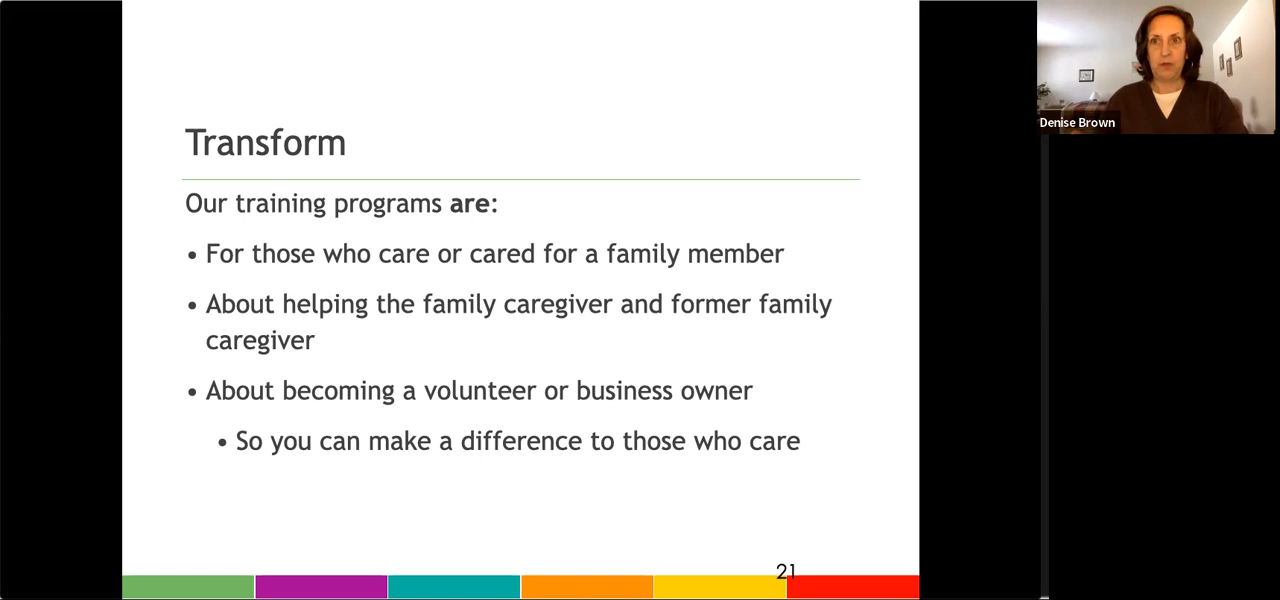 Transform
Our training programs are:
• For those who care or cared for a family member
• About helping the family caregiver and former family
caregiver
• About becoming a volunteer or business owner
• So you can make a difference to those who care
21
Denise Brown